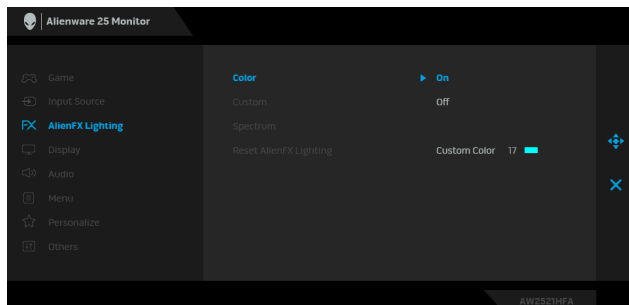 Alienware 25 Monitor
Game
Input Source
FX AlienFX Lighting
Display
Audio
Menu
Personalize
Others
Color
Custom
Spectrum
Reset AlienFX Lighting
On
Off
Custom Color 17
AW2521HFA